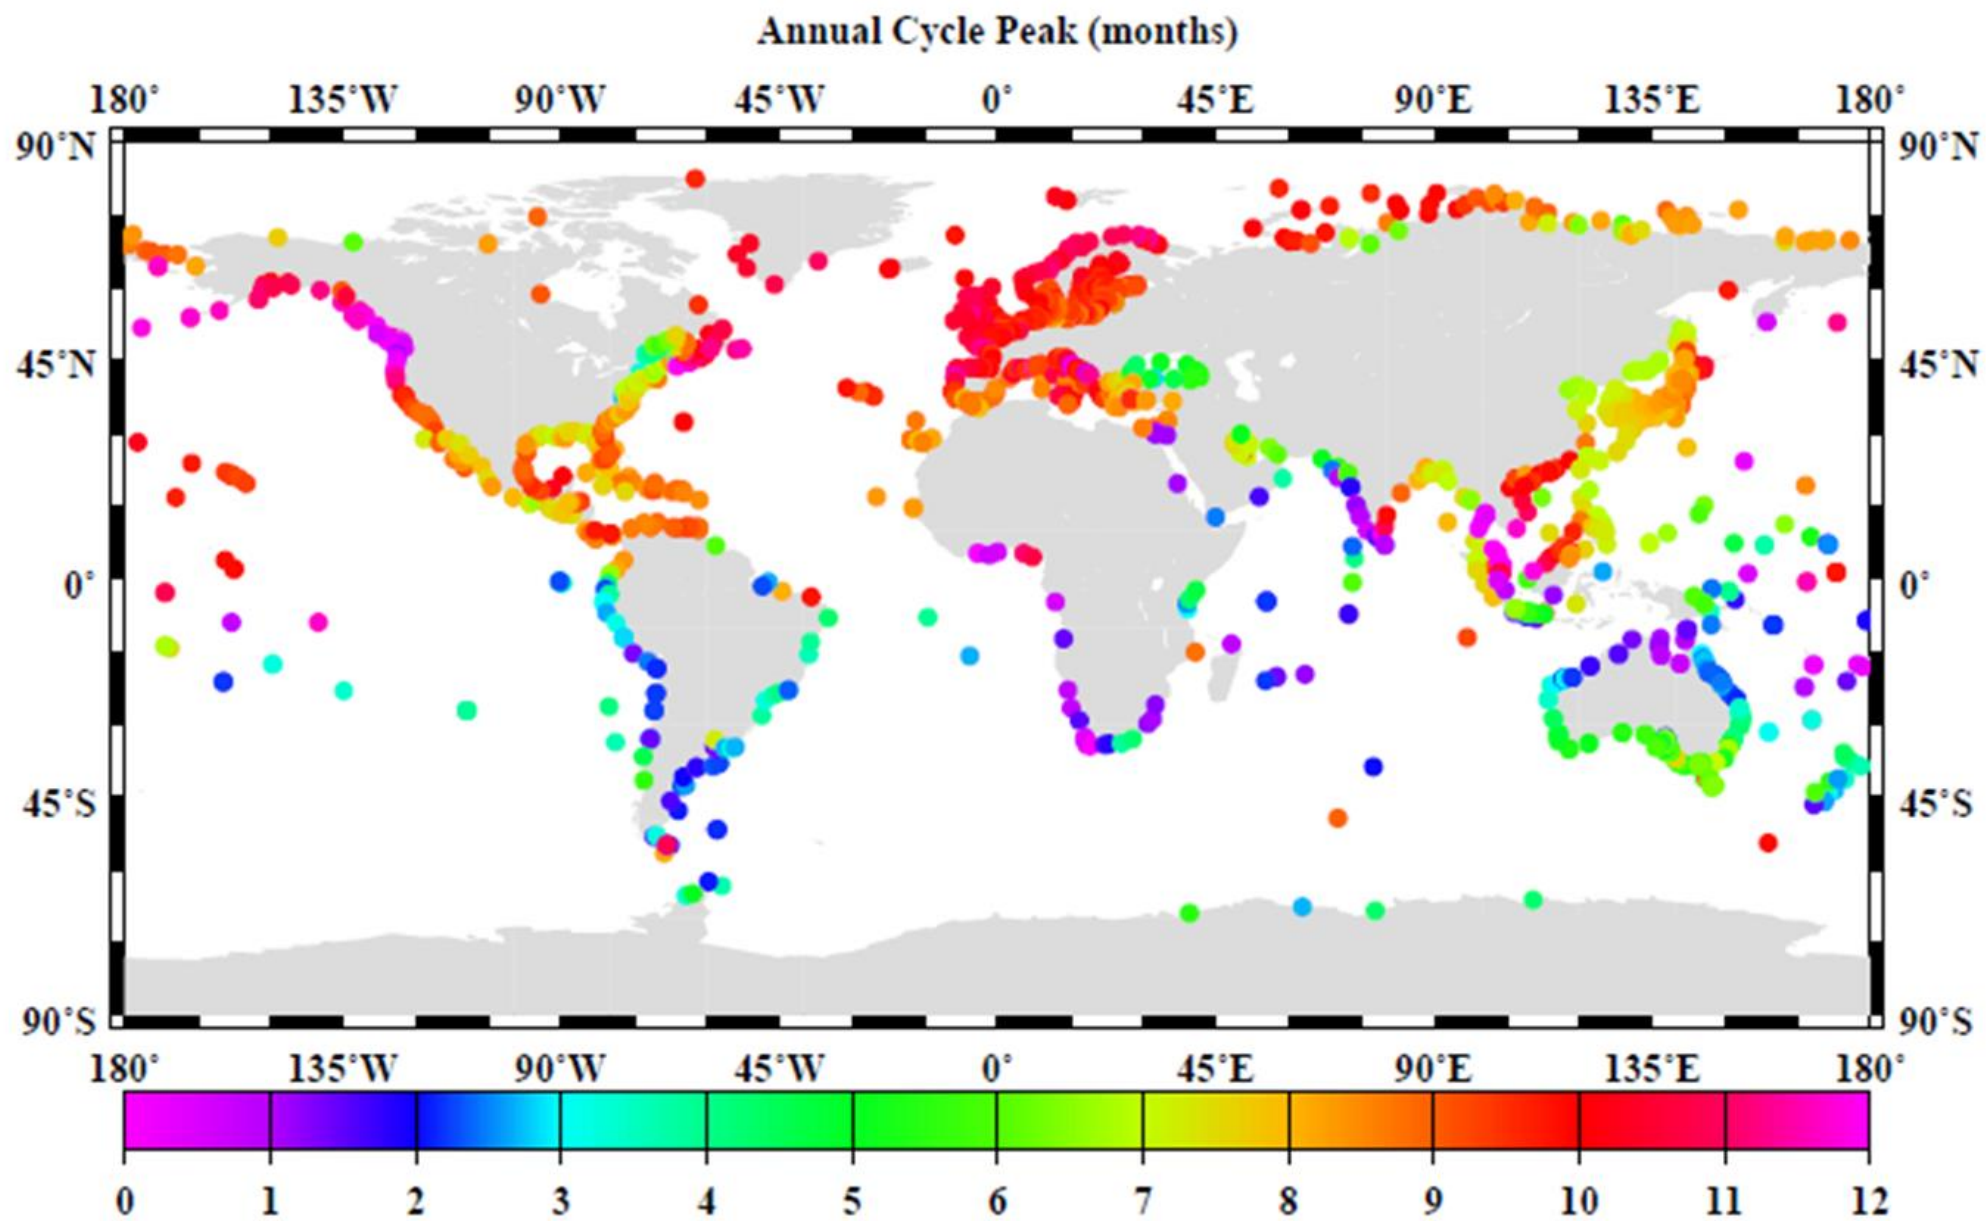 Annual Cycle Peak (months)
180˚ 135˚W 90˚W 45˚W 0˚ 45˚E 90˚E 135˚E 180˚
90˚N 90˚N
45˚N 45˚N
0˚ 0˚
45˚S 45˚S
90˚S 90˚S
180˚ 135˚W 90˚W 45˚W 0˚ 45˚E 90˚E 135˚E 180˚
0 1 2 3 4 5 6 7 8 9 10 11 12